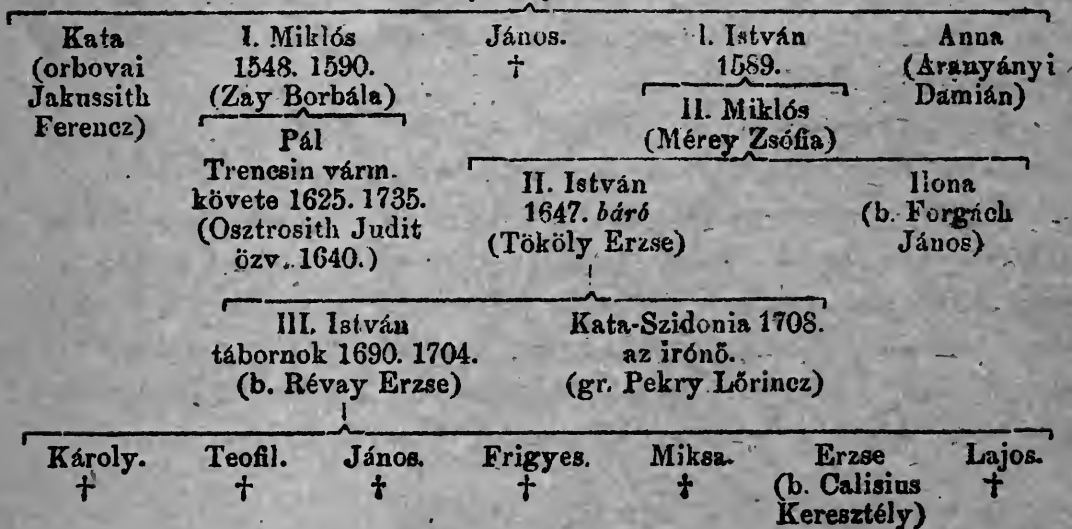 Kata I. Miklós János. I. István Anna
(orbovai 1548. 1590. † 1589. (Aranyányi
Jakussith (Zay Borbála) II. Miklós Damián)
Ferencz) Pál (Mérey Zsófia)
Trencsin várm. II. István Ilona
követe 1625. 1735. 1647. báró (b. Forgách
(Osztrosith Judit (Tököly Erzse) János)
özv. 1640.)
III. István Kata-Szidonia 1708.
tábornok 1690. 1704. az irónő.
(b. Révay Erzse) (gr. Pekry Lőrincz)
Károly. Teofil. János. Frigyes. Miksa. Erzse Lajos.
† † † † † (b. Calisius †
Keresztély)